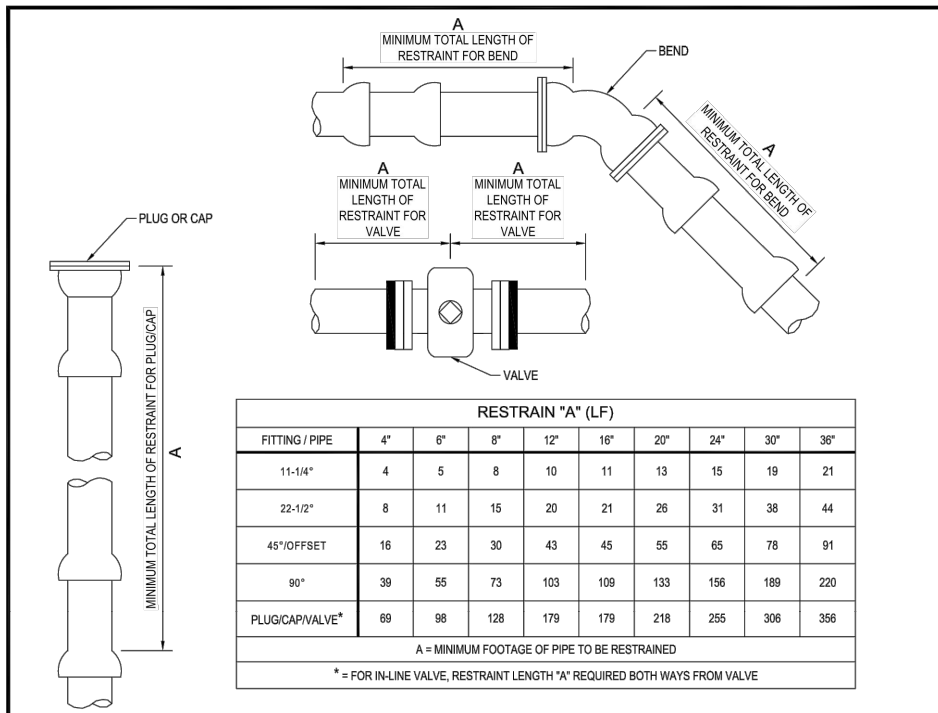 A
MINIMUM TOTAL LENGTH OF
RESTRAINT FOR BEND
BEND
A
MINIMUM TOTAL LENGTH OF
RESTRAINT FOR BEND
A
MINIMUM TOTAL
LENGTH OF
RESTRAINT FOR
VALVE
A
MINIMUM TOTAL
LENGTH OF
RESTRAINT FOR
VALVE
VALVE
PLUG OR CAP
MINIMUM TOTAL LENGTH OF RESTRAINT FOR PLUG/CAP
A
RESTRAIN "A" (LF)
FITTING / PIPE 4" 6" 8" 12" 16" 20" 24" 30" 36"
11-1/4° 4 5 8 10 11 13 15 19 21
22-1/2° 8 11 15 20 21 26 31 38 44
45°/OFFSET 16 23 30 43 45 55 65 78 91
90° 39 55 73 103 109 133 156 189 220
PLUG/CAP/VALVE* 69 98 128 179 179 218 255 306 356
A = MINIMUM FOOTAGE OF PIPE TO BE RESTRAINED
* = FOR IN-LINE VALVE, RESTRAINT LENGTH "A" REQUIRED BOTH WAYS FROM VALVE